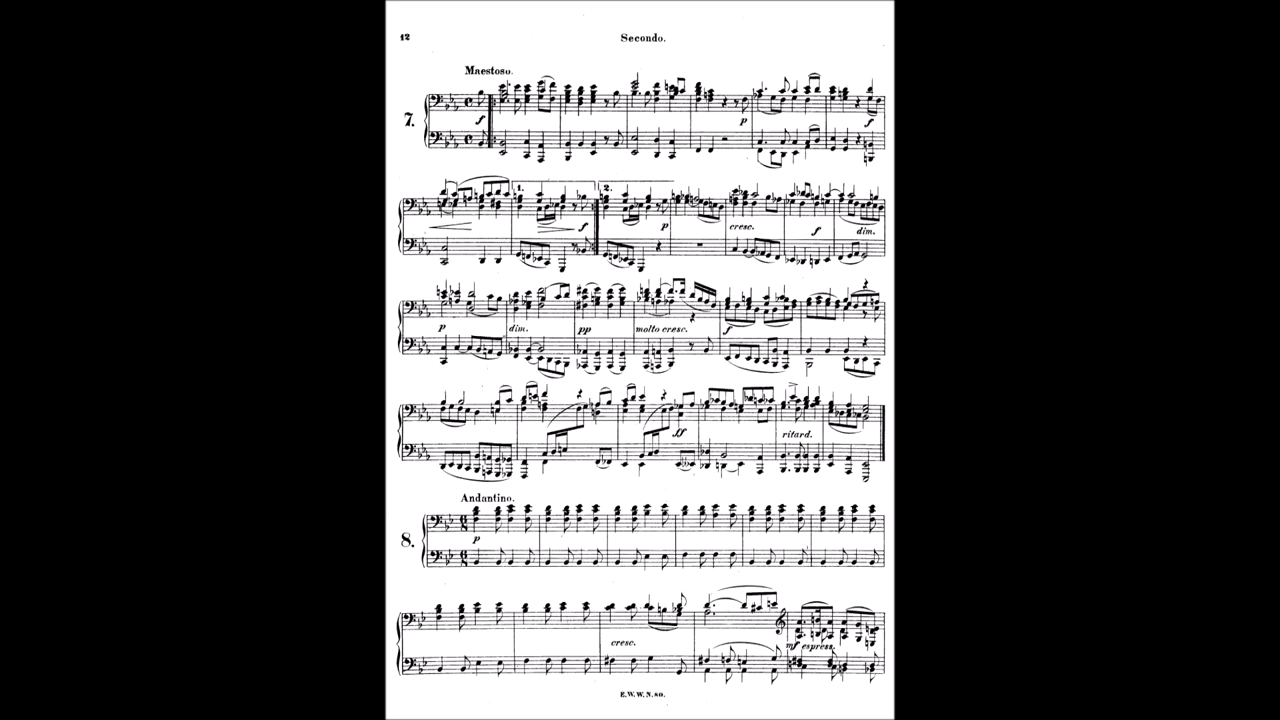 12
Secondo.
Maestoso.
7.
f
p
f
1.
2.
f
p
cresc.
f
dim.
p
dim.
pp
molto cresc.
f
ff
ritard.
Andantino.
8.
p
cresc.
mf espress.
E.W.W.N.80.